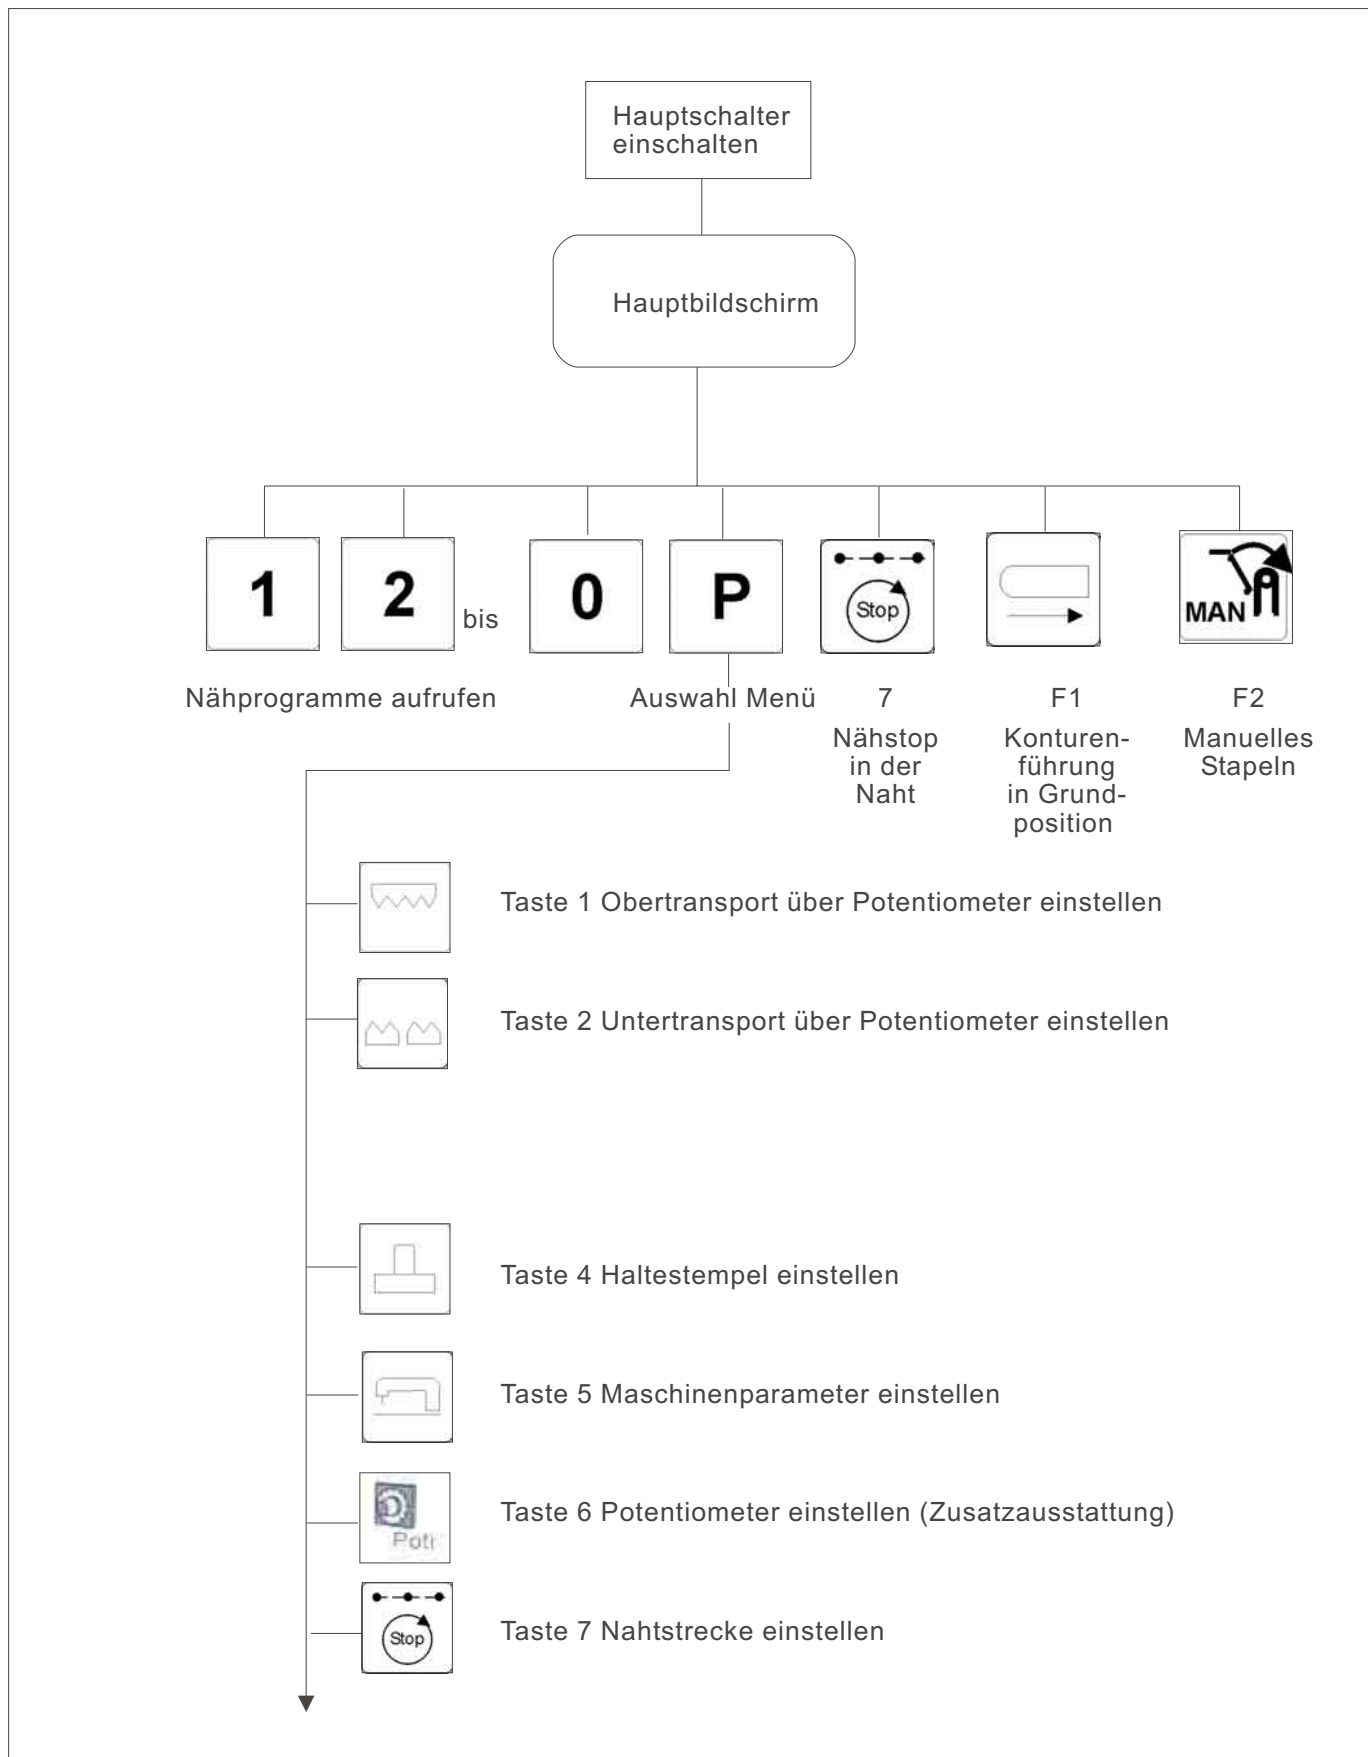 Hauptschalter
einschalten
Hauptbildschirm
1
2
bis
0
P
Stop
MAN
Nähprogramme aufrufen
Auswahl Menü
7
Nähstop
in der
Naht
F1
Konturen-
führung
in Grund-
position
F2
Manuelles
Stapeln
Taste 1 Obertransport über Potentiometer einstellen
Taste 2 Untertransport über Potentiometer einstellen
Taste 4 Haltestempel einstellen
Taste 5 Maschinenparameter einstellen
Taste 6 Potentiometer einstellen (Zusatzausstattung)
Stop
Taste 7 Nahtstrecke einstellen